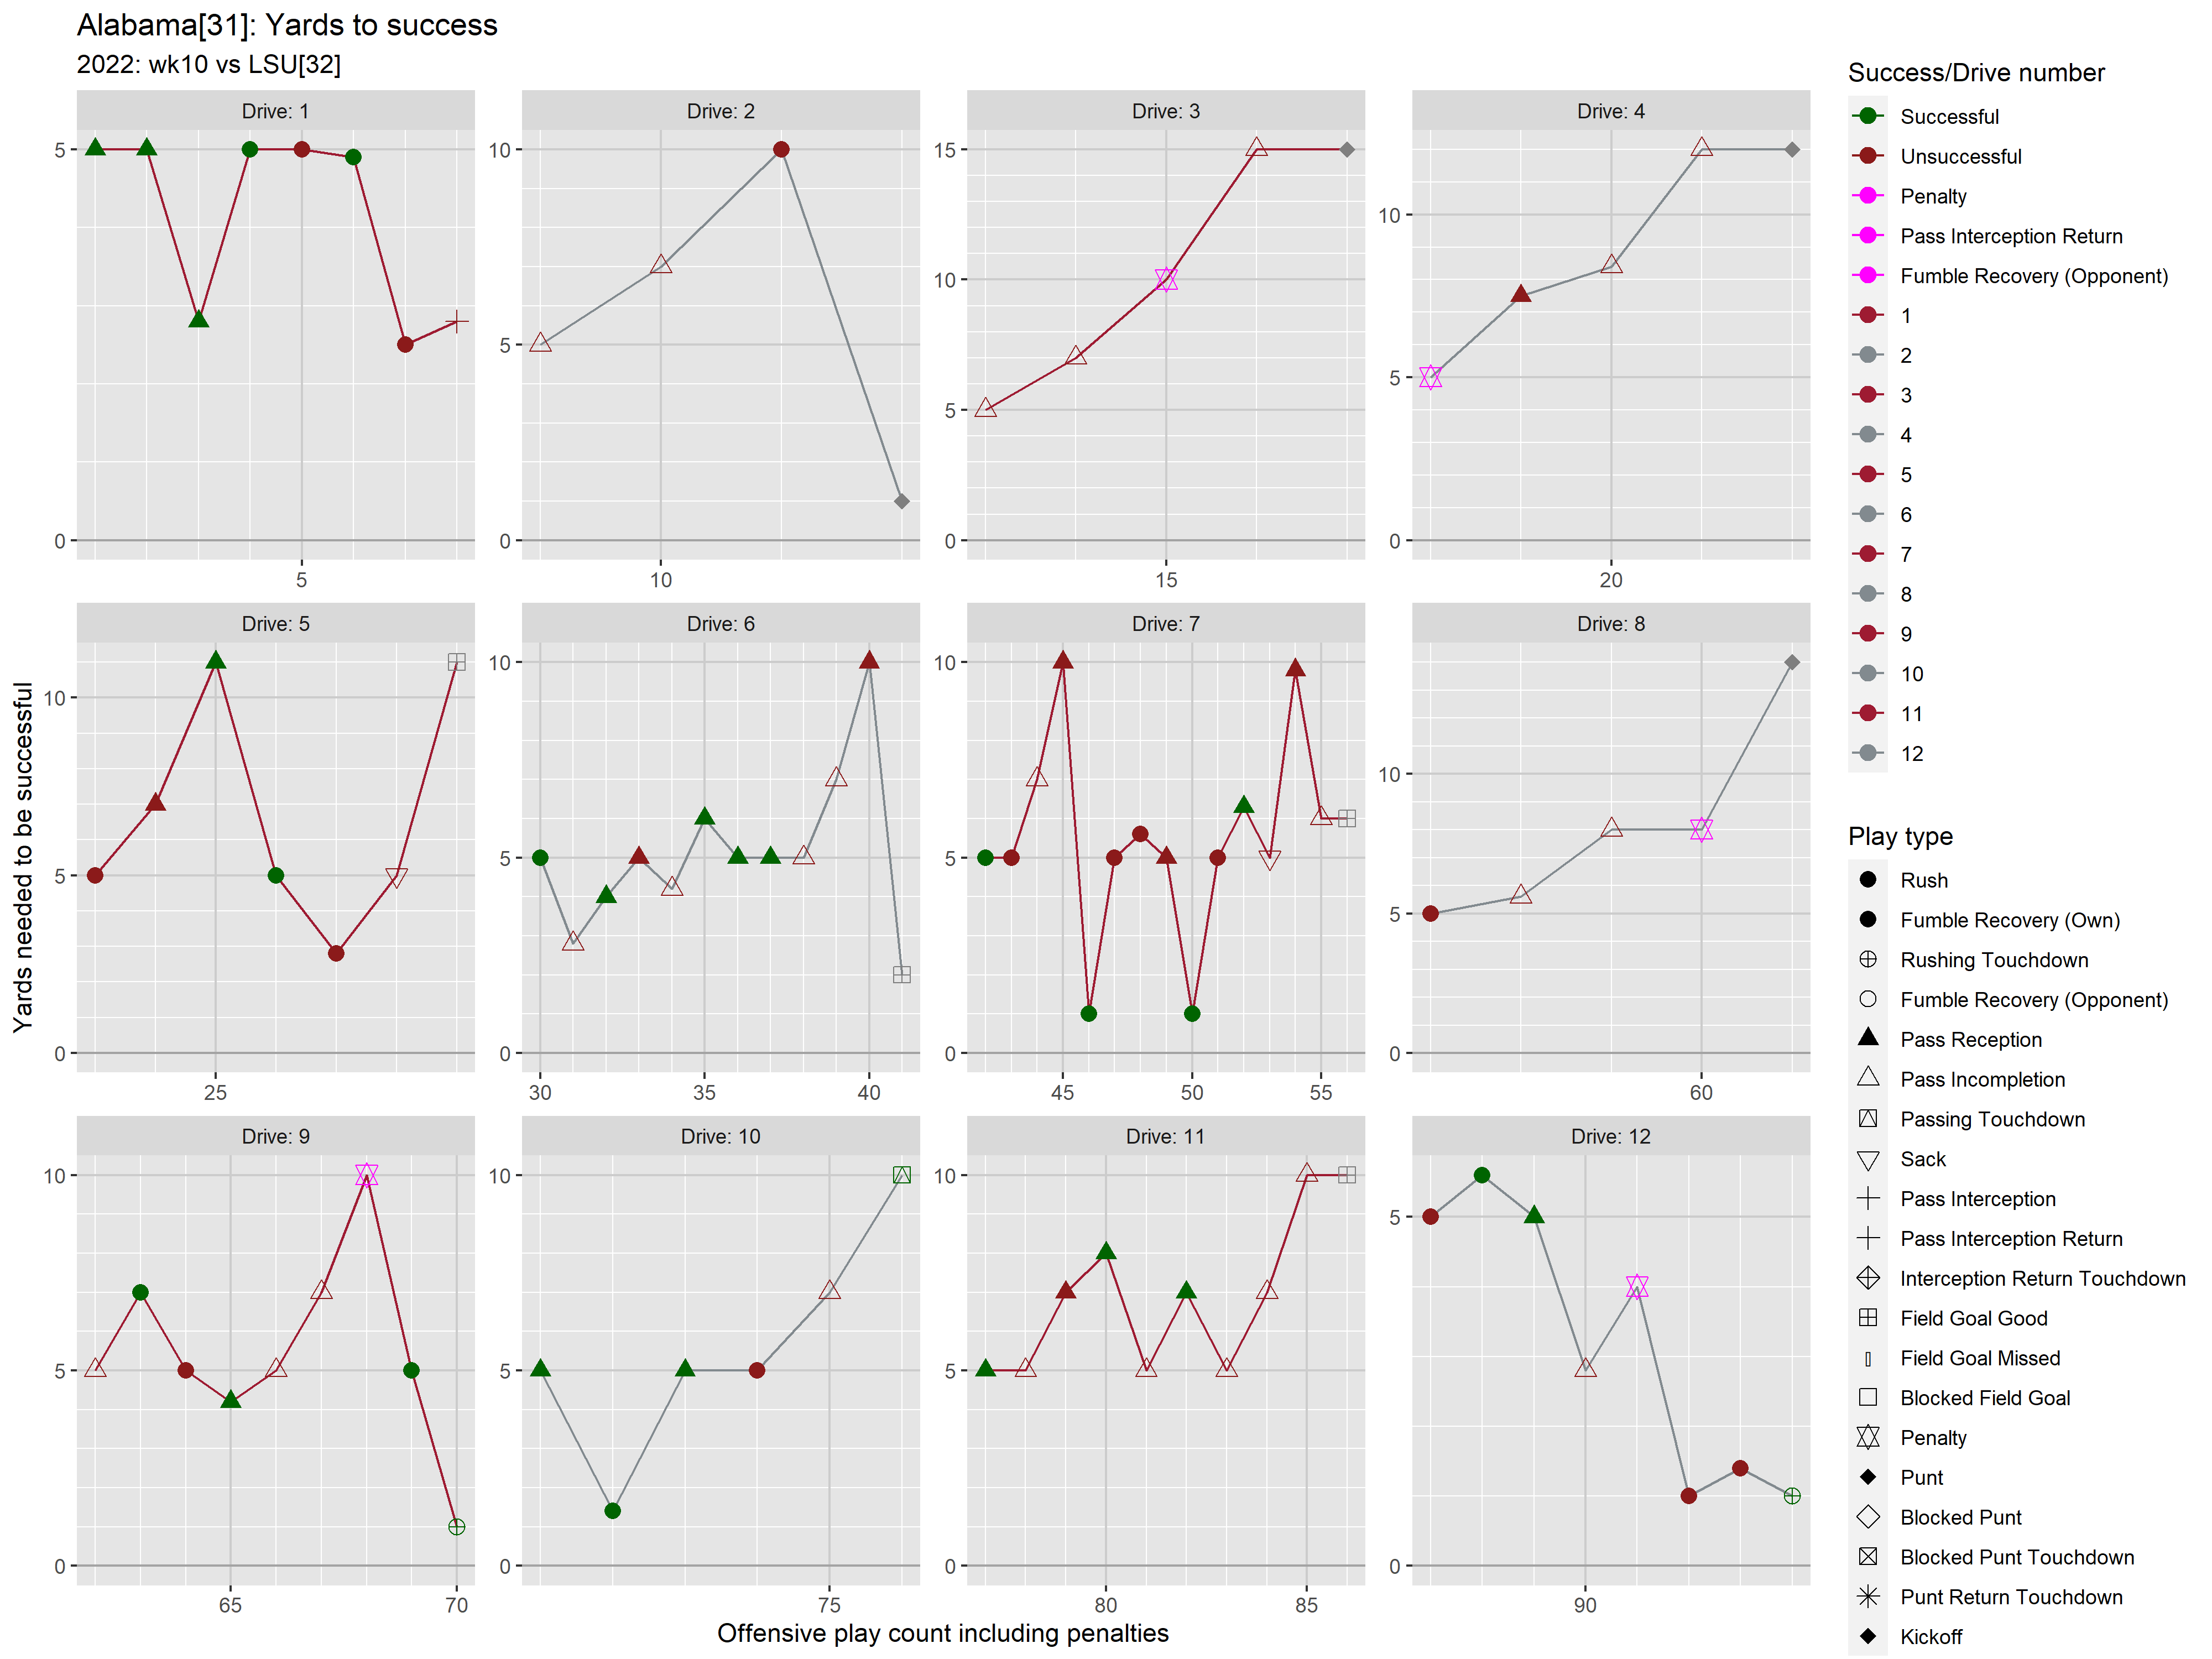 Alabama[31]: Yards to success
2022: wk10 vs LSU[32]
Drive: 1
Drive: 2
Drive: 3
Drive: 4
5
0
5
10
5
0
10
15
10
5
0
15
10
5
0
20
Drive: 5
Drive: 6
Drive: 7
Drive: 8
10
5
0
25
10
5
0
30
35
40
10
5
0
45
50
55
10
5
0
60
Drive: 9
Drive: 10
Drive: 11
Drive: 12
10
5
0
65
70
10
5
0
75
10
5
0
80
85
5
0
90
Yards needed to be successful
Offensive play count including penalties
Success/Drive number
Successful
Unsuccessful
Penalty
Pass Interception Return
Fumble Recovery (Opponent)
1
2
3
4
5
6
7
8
9
10
11
12
Play type
Rush
Fumble Recovery (Own)
Rushing Touchdown
Fumble Recovery (Opponent)
Pass Reception
Pass Incompletion
Passing Touchdown
Sack
Pass Interception
Pass Interception Return
Interception Return Touchdown
Field Goal Good
Field Goal Missed
Blocked Field Goal
Penalty
Punt
Blocked Punt
Blocked Punt Touchdown
Punt Return Touchdown
Kickoff